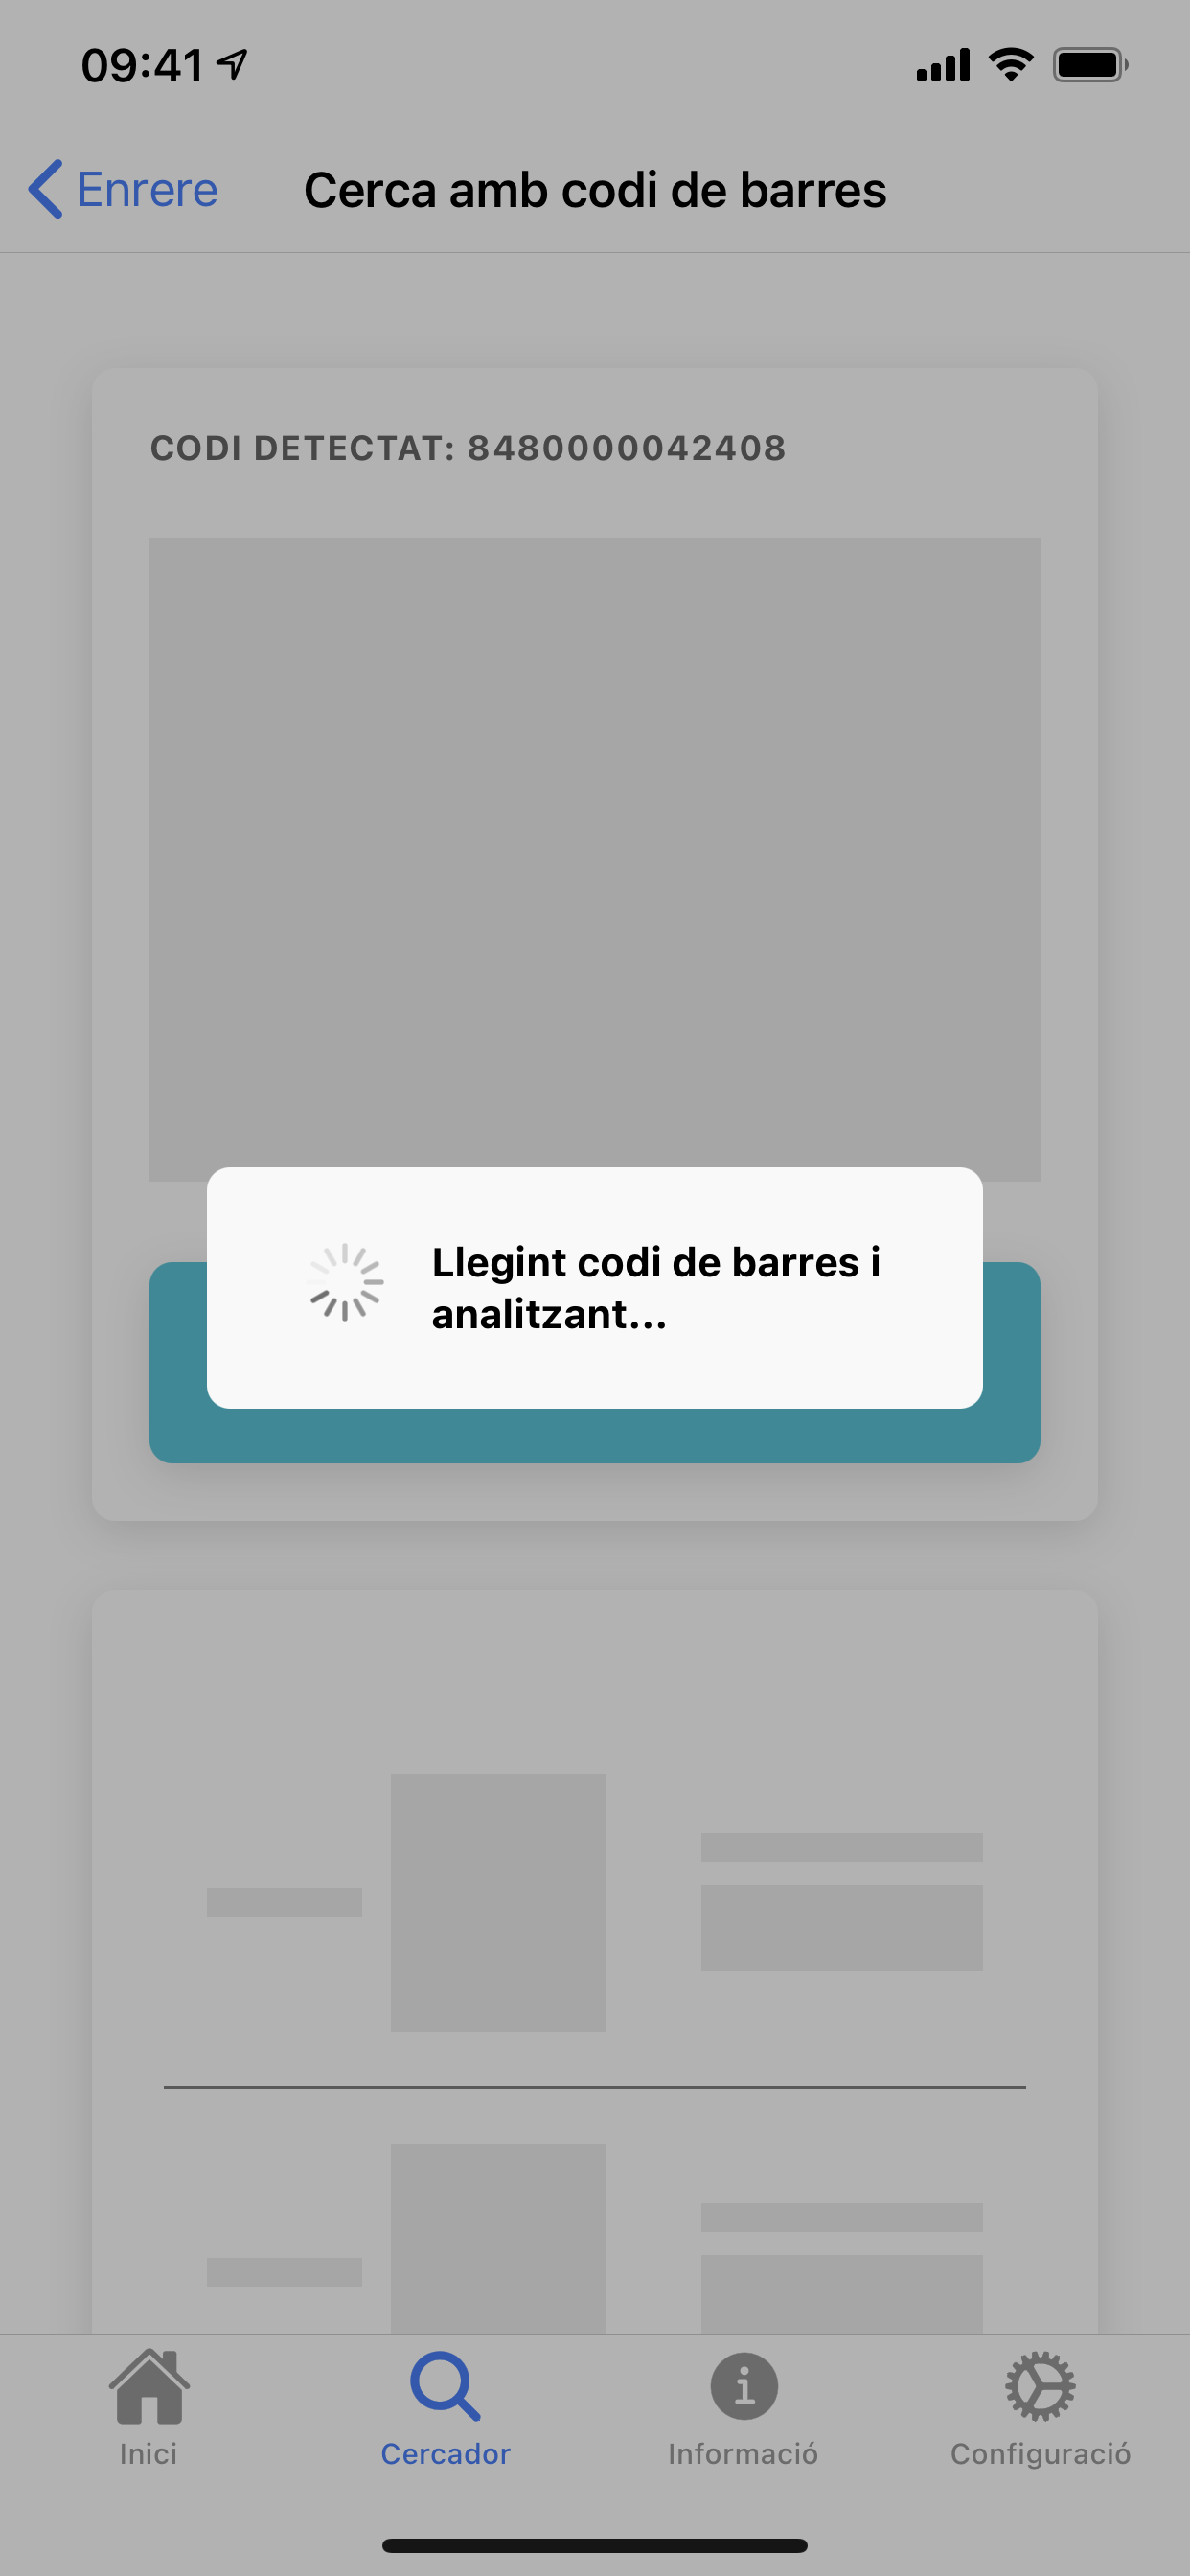 09:41
Enrere
Cerca amb codi de barres
CODI DETECTAT: 8480000042408
Llegint codi de barres i
analitzant...
Inici
Cercador
Informació
Configuració